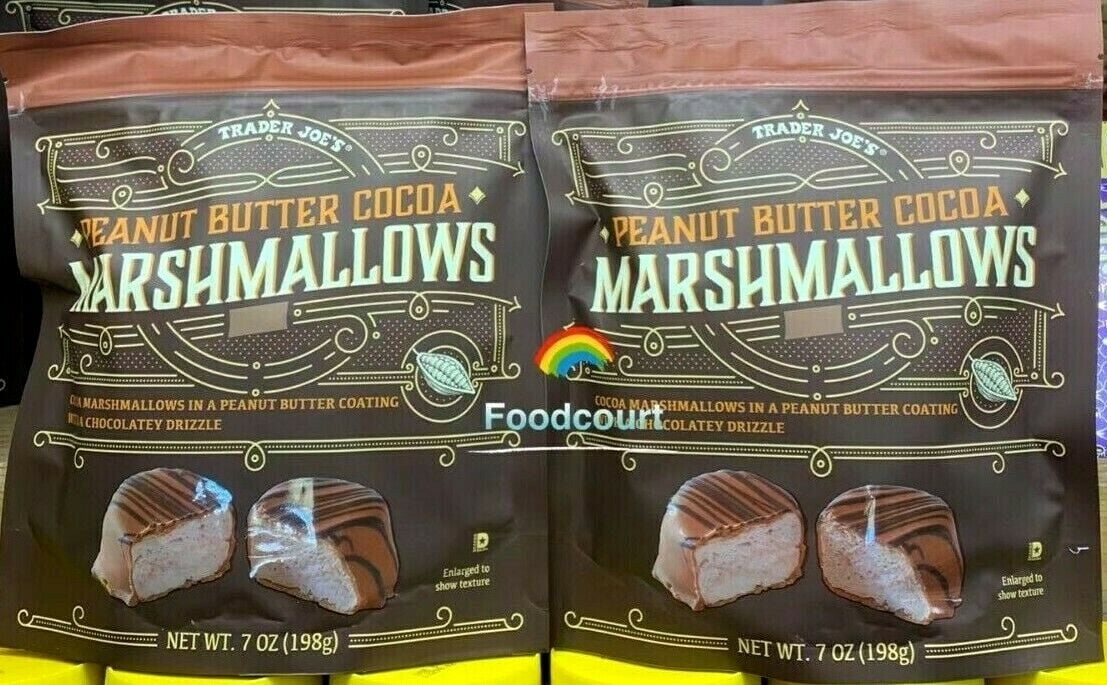 TRADER JOE'S®
PEANUT BUTTER COCOA
MARSHMALLOWS
COCOA MARSHMALLOWS IN A PEANUT BUTTER COATING
CHOCOLATEY DRIZZLE
Enlarged to
show texture
NET WT. 7 OZ (198g)
TRADER JOE'S®
PEANUT BUTTER COCOA
MARSHMALLOWS
COCOA MARSHMALLOWS IN A PEANUT BUTTER COATING
CHOCOLATEY DRIZZLE
Enlarged to
show texture
NET WT. 7 OZ (198g)
Foodcourt